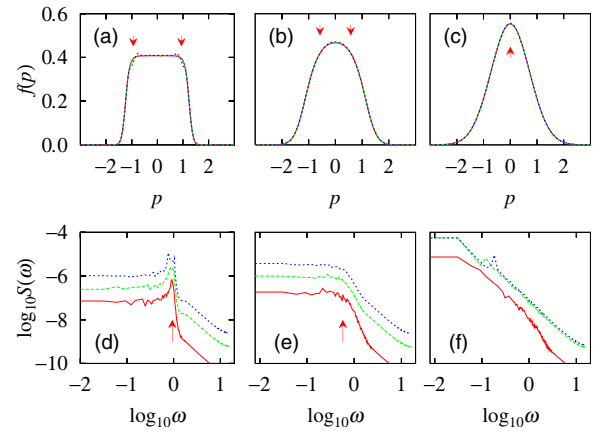 (a) (b) (c)
0.6
0.4
0.2
0.0
f(p)
−2 −1 0 1 2 −2 −1 0 1 2 −2 −1 0 1 2
p p p
(d) (e) (f)
−4
−6
−8
−10
log10S(ω)
−2 −1 0 1 −2 −1 0 1 −2 −1 0 1
log10ω log10ω log10ω